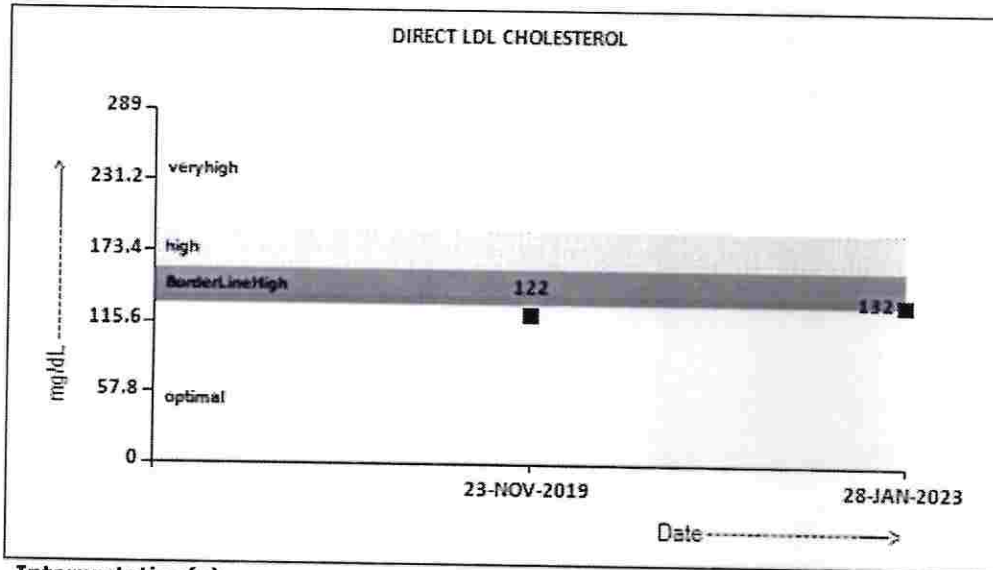 DIRECT LDL CHOLESTEROL
289
231.2
veryhigh
173.4
high
BorderLineHigh
122
132
115.6
mg/dL
57.8
optimal
0
23-NOV-2019
28-JAN-2023
Date